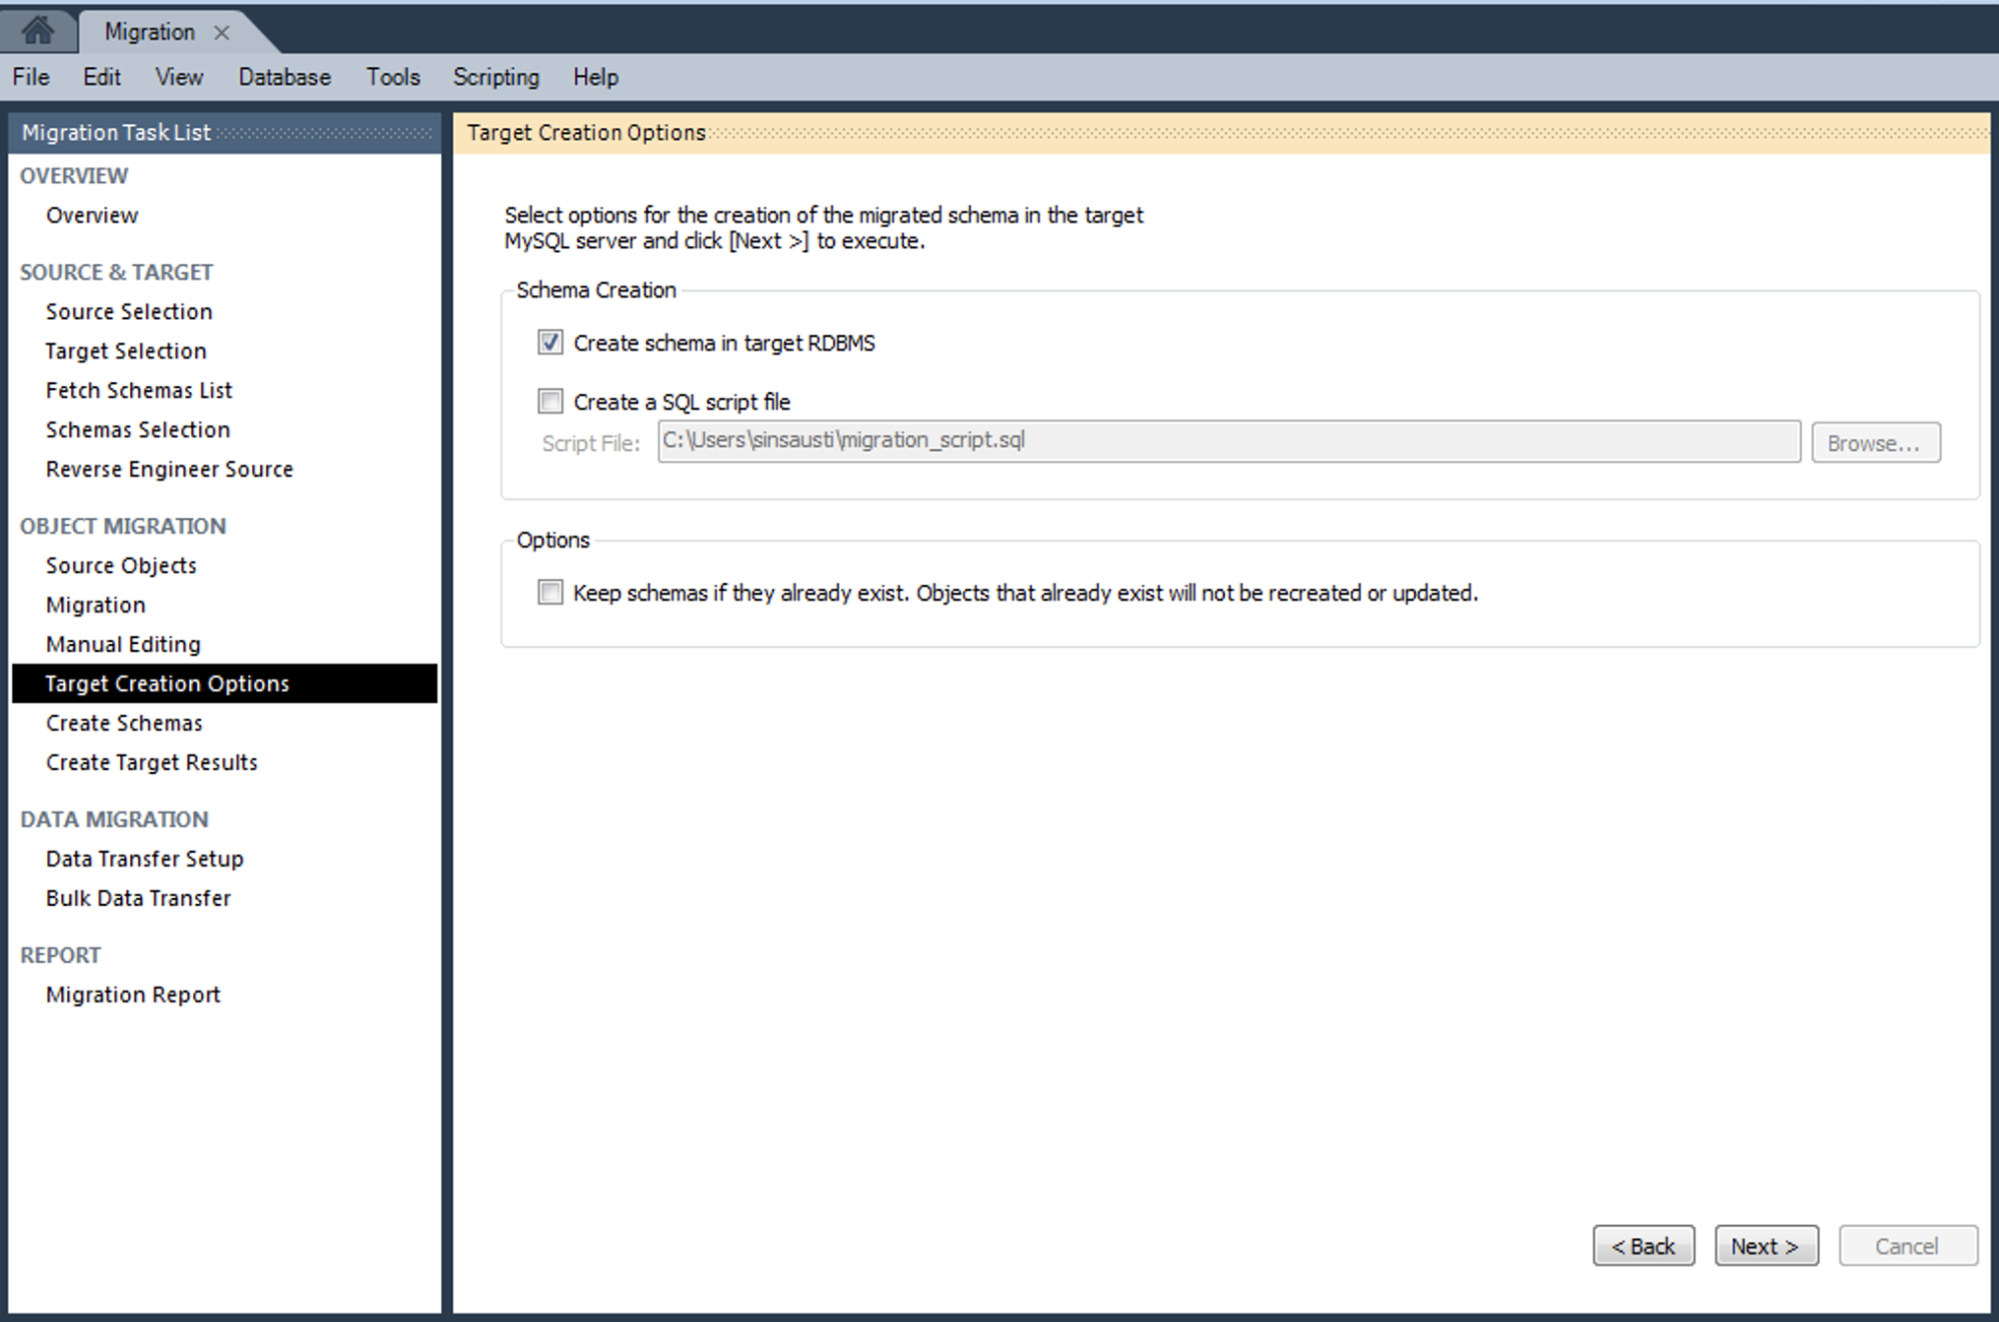 Migration
File Edit View Database Tools Scripting Help
Migration Task List
OVERVIEW
Overview
SOURCE & TARGET
Source Selection
Target Selection
Fetch Schemas List
Schemas Selection
Reverse Engineer Source
OBJECT MIGRATION
Source Objects
Migration
Manual Editing
Target Creation Options
Create Schemas
Create Target Results
DATA MIGRATION
Data Transfer Setup
Bulk Data Transfer
REPORT
Migration Report
Target Creation Options
Select options for the creation of the migrated schema in the target
MySQL server and click [Next >] to execute.
Schema Creation
Create schema in target RDBMS
Create a SQL script file
Script File: C:\Users\sinsausti\migration_script.sql Browse...
Options
Keep schemas if they already exist. Objects that already exist will not be recreated or updated.
< Back Next > Cancel